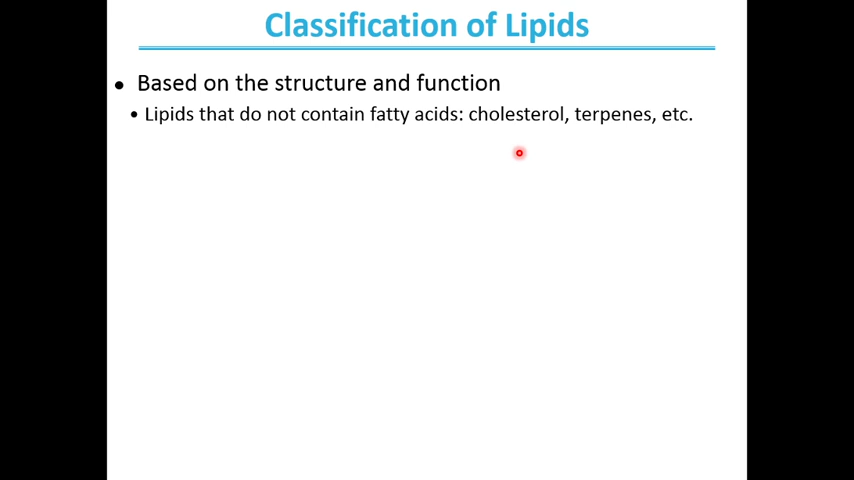 Classification of Lipids
• Based on the structure and function
• Lipids that do not contain fatty acids: cholesterol, terpenes, etc.